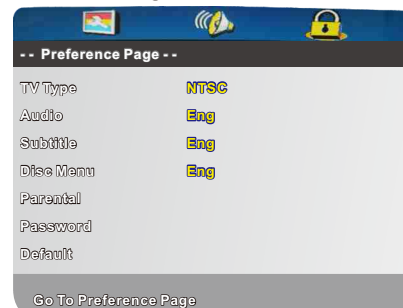 -- Preference Page --
TV Type NTSC
Audio Eng
Subtitle Eng
Disc Menu Eng
Parental
Password
Default
Go To Preference Page